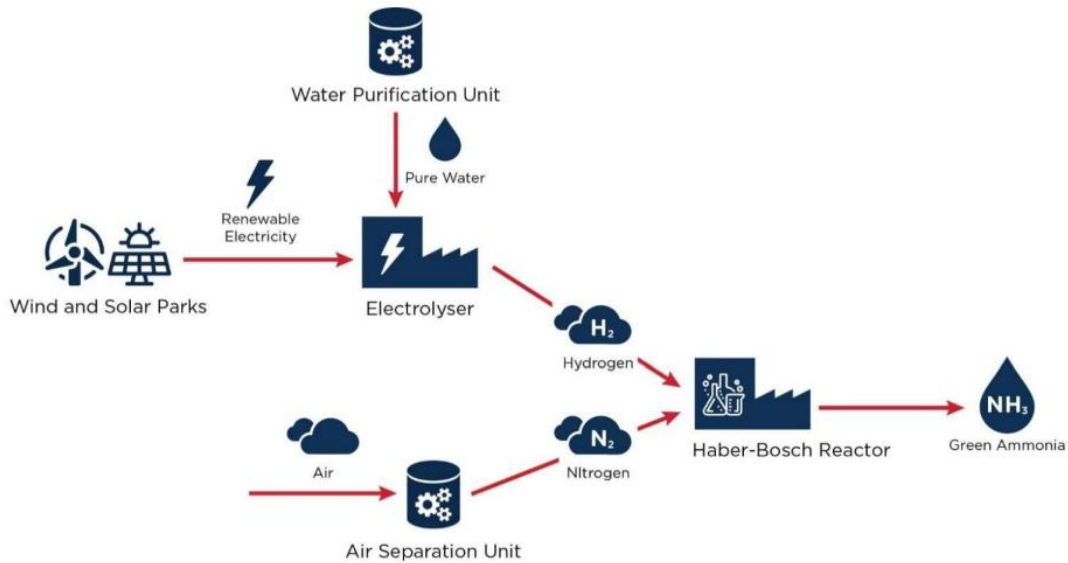 Water Purification Unit
Pure Water
Renewable
Electricity
Wind and Solar Parks
Electrolyser
H₂
Hydrogen
N₂
NItrogen
Air
Air Separation Unit
Haber-Bosch Reactor
NH₃
Green Ammonia